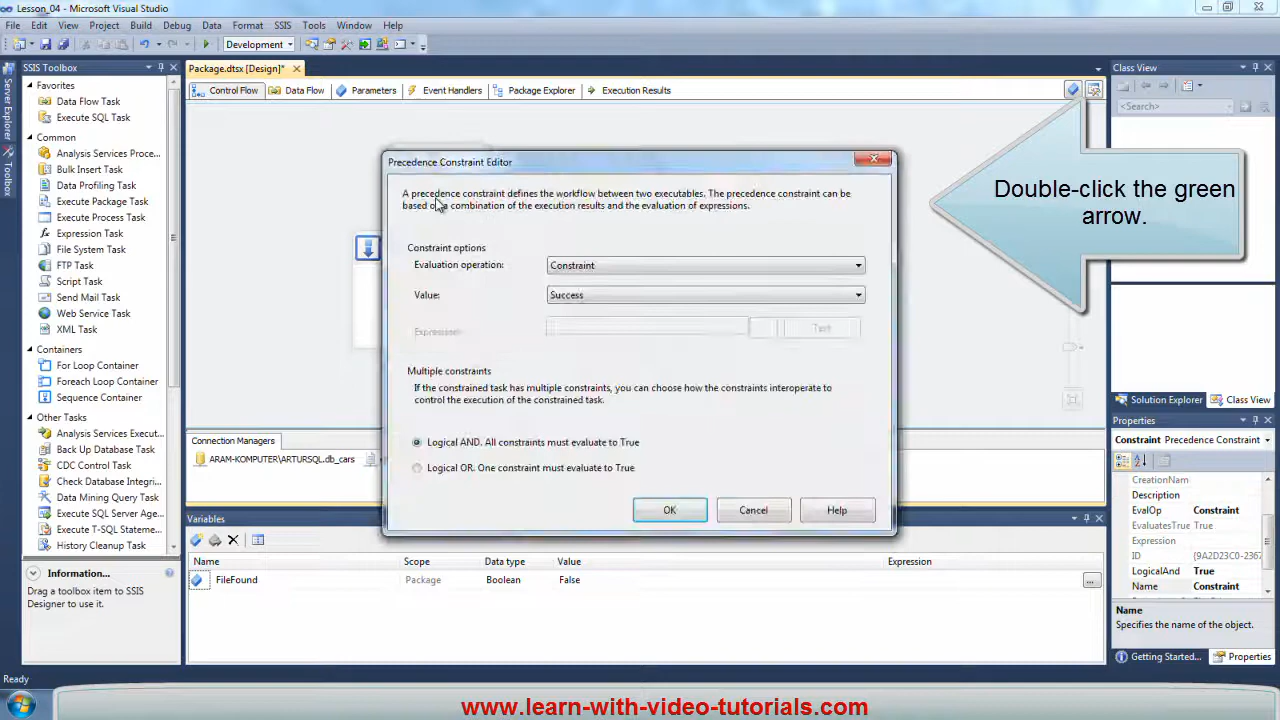 Lesson_04 - Microsoft Visual Studio
File Edit View Project Build Debug Data Format SSIS Tools Window Help
Development
SSIS Toolbox
Package.dtsx [Design]*
Class View
Server Explorer
Toolbox
Favorites
Data Flow Task
Execute SQL Task
Common
Analysis Services Proce...
Bulk Insert Task
Data Profiling Task
Execute Package Task
Execute Process Task
Expression Task
File System Task
FTP Task
Script Task
Send Mail Task
Web Service Task
XML Task
Containers
For Loop Container
Foreach Loop Container
Sequence Container
Other Tasks
Analysis Services Execut...
Back Up Database Task
CDC Control Task
Check Database Integri...
Data Mining Query Task
Execute SQL Server Age...
Execute T-SQL Stateme...
History Cleanup Task
Information...
Drag a toolbox item to SSIS
Designer to use it.
Control Flow Data Flow Parameters Event Handlers Package Explorer Execution Results
<Search>
Double-click the green
arrow.
Precedence Constraint Editor
A precedence constraint defines the workflow between two executables. The precedence constraint can be
based on a combination of the execution results and the evaluation of expressions.
Constraint options
Evaluation operation: Constraint
Value: Success
Expression: Test
Multiple constraints
If the constrained task has multiple constraints, you can choose how the constraints interoperate to
control the execution of the constrained task.
Logical AND. All constraints must evaluate to True
Logical OR. One constraint must evaluate to True
OK Cancel Help
Connection Managers
ARAM-KOMPUTER\ARTURSQL.db_cars
Variables
Name Scope Data type Value Expression
FileFound Package Boolean False ...
Solution Explorer Class View
Properties
Constraint Precedence Constraint
CreationNam
Description
EvalOp Constraint
EvaluatesTrue True
Expression
ID {9A2D23C0-2367
LogicalAnd True
Name Constraint
Name
Specifies the name of the object.
Getting Started... Properties
Ready
www.learn-with-video-tutorials.com